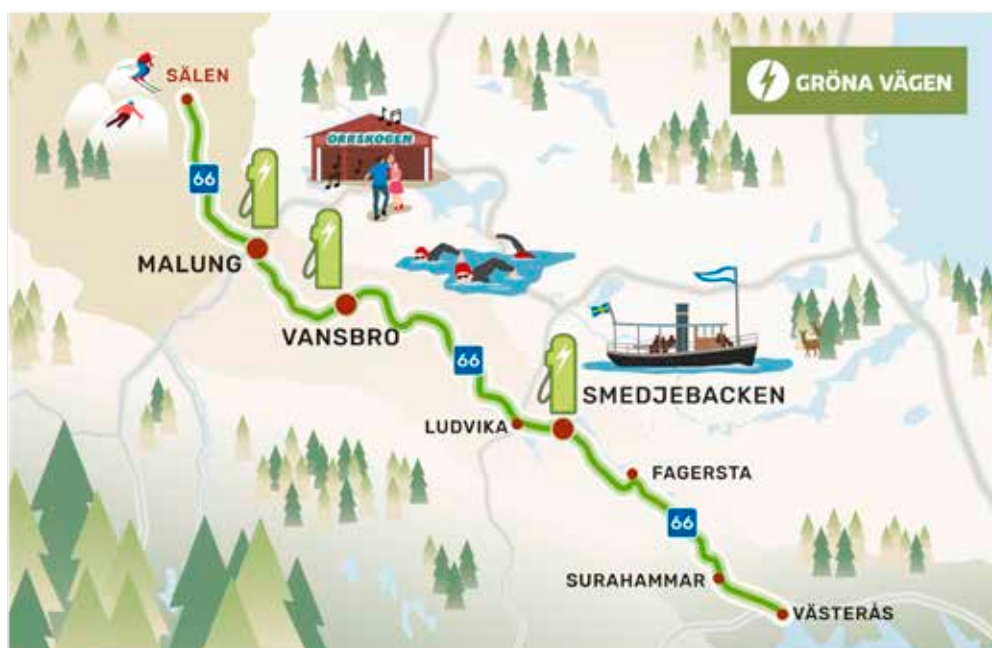 SÄLEN
GRÖNA VÄGEN
ORRSKOGEN
66
MALUNG
VANSBRO
66
SMEDJEBACKEN
LUDVIKA
FAGERSTA
66
SURAHAMMAR
VÄSTERÅS